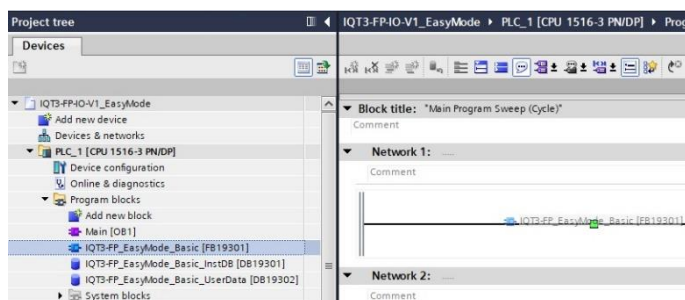 Project tree
Devices
IQT3-FP-IO-V1_EasyMode
Add new device
Devices & networks
PLC_1 [CPU 1516-3 PN/DP]
Device configuration
Online & diagnostics
Program blocks
Add new block
Main [OB1]
IQT3-FP_EasyMode_Basic [FB19301]
IQT3-FP_EasyMode_Basic_InstDB [DB19301]
IQT3-FP_EasyMode_Basic_UserData [DB19302]
System blocks
IQT3-FP-IO-V1_EasyMode ▸ PLC_1 [CPU 1516-3 PN/DP] ▸ Prog
Block title: "Main Program Sweep (Cycle)"
Comment
Network 1: ....
Comment
IQT3-FP_EasyMode_Basic [FB19301]
Network 2: ....
Comment